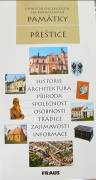 PAMÁTKY
PŘEŠTICE
HISTORIE
ARCHITEKTURA
PŘÍRODA
SPOLEČNOST
OSOBNOSTI
TRADICE
ZAJÍMAVOSTI
INFORMACE
FRAUS